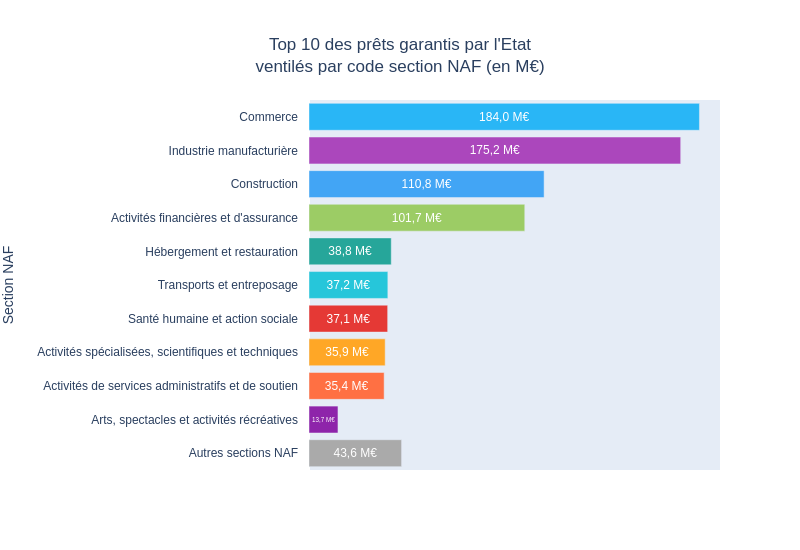 Top 10 des prêts garantis par l'Etat
ventilés par code section NAF (en M€)
Section NAF
Commerce 184,0 M€
Industrie manufacturière 175,2 M€
Construction 110,8 M€
Activités financières et d'assurance 101,7 M€
Hébergement et restauration 38,8 M€
Transports et entreposage 37,2 M€
Santé humaine et action sociale 37,1 M€
Activités spécialisées, scientifiques et techniques 35,9 M€
Activités de services administratifs et de soutien 35,4 M€
Arts, spectacles et activités récréatives 13,7 M€
Autres sections NAF 43,6 M€